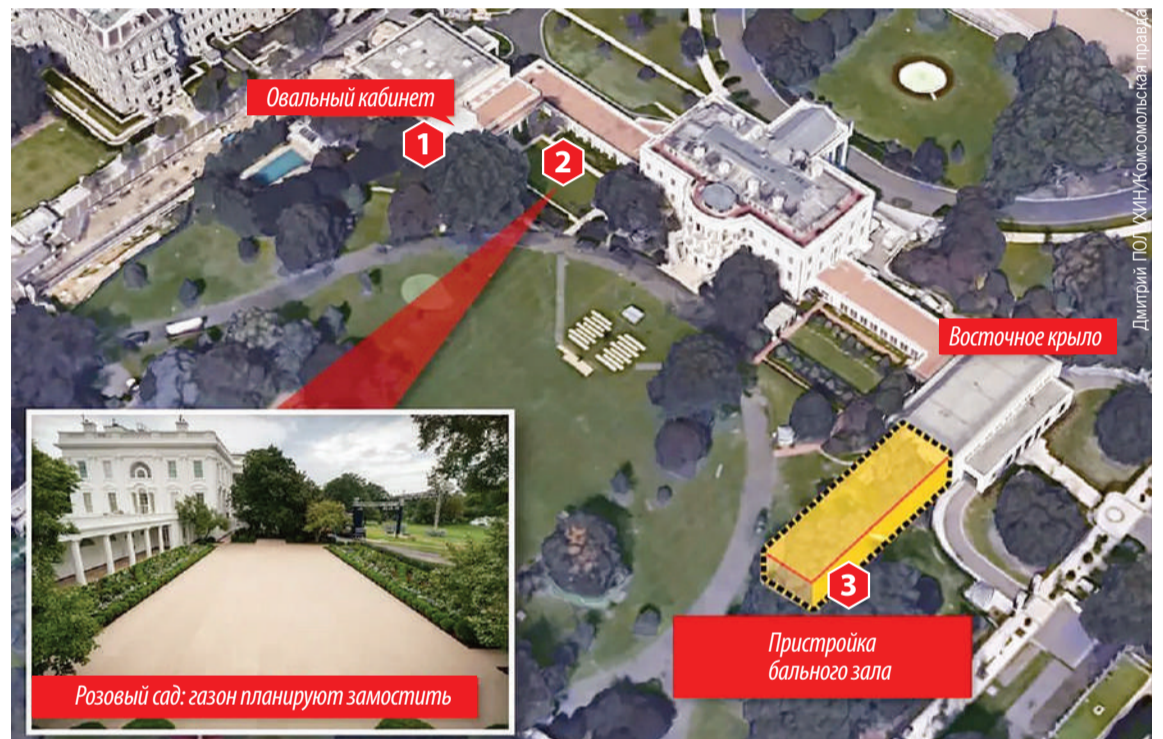 Овальный кабинет
1
2
Восточное крыло
3
Пристройка
бального зала
Розовый сад: газон планируют замостить
Дмитрий ПОЛУХИН/Комсомольская правда